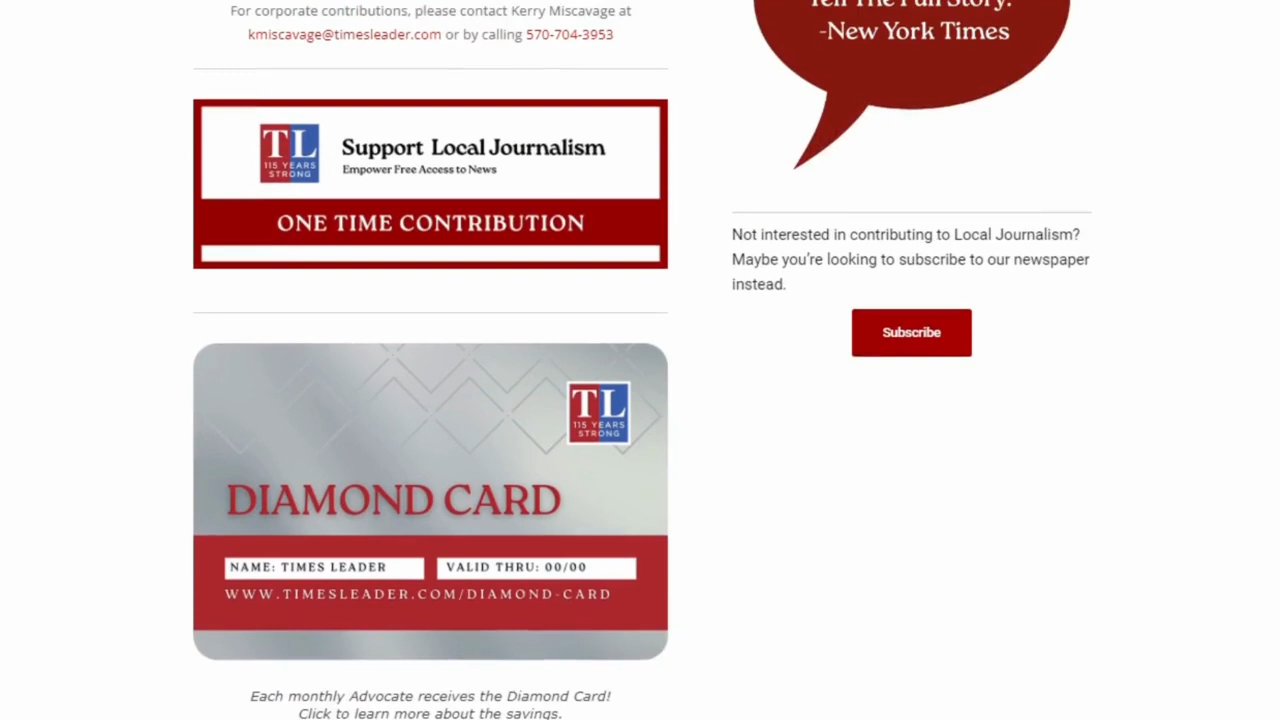 For corporate contributions, please contact Kerry Miscavage at
kmiscavage@timesleader.com or by calling 570-704-3953
TL
115 YEARS
STRONG
Support Local Journalism
Empower Free Access to News
ONE TIME CONTRIBUTION
TL
115 YEARS
STRONG
DIAMOND CARD
NAME: TIMES LEADER
VALID THRU: 00/00
WWW.TIMESLEADER.COM/DIAMOND-CARD
Each monthly Advocate receives the Diamond Card!
Click to learn more about the savings.
Tell The Full Story."
-New York Times
Not interested in contributing to Local Journalism?
Maybe you’re looking to subscribe to our newspaper
instead.
Subscribe